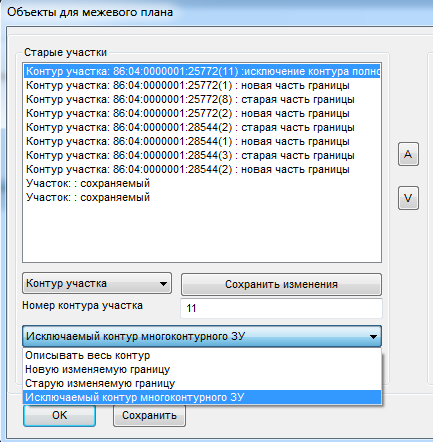 Объекты для межевого плана
Старые участки
Контур участка: 86:04:0000001:25772(11) :исключение контура полно
Контур участка: 86:04:0000001:25772(1) : новая часть границы
Контур участка: 86:04:0000001:25772(8) : старая часть границы
Контур участка: 86:04:0000001:25772(2) : новая часть границы
Контур участка: 86:04:0000001:28544(2) : новая часть границы
Контур участка: 86:04:0000001:28544(1) : новая часть границы
Контур участка: 86:04:0000001:28544(3) : старая часть границы
Контур участка: 86:04:0000001:28544(2) : новая часть границы
Участок: : сохраняемый
Участок: : сохраняемый
Λ
V
Контур участка
Сохранить изменения
Номер контура участка
11
Исключаемый контур многоконтурного ЗУ
Описывать весь контур
Новую изменяемую границу
Старую изменяемую границу
Исключаемый контур многоконтурного ЗУ
OK
Сохранить